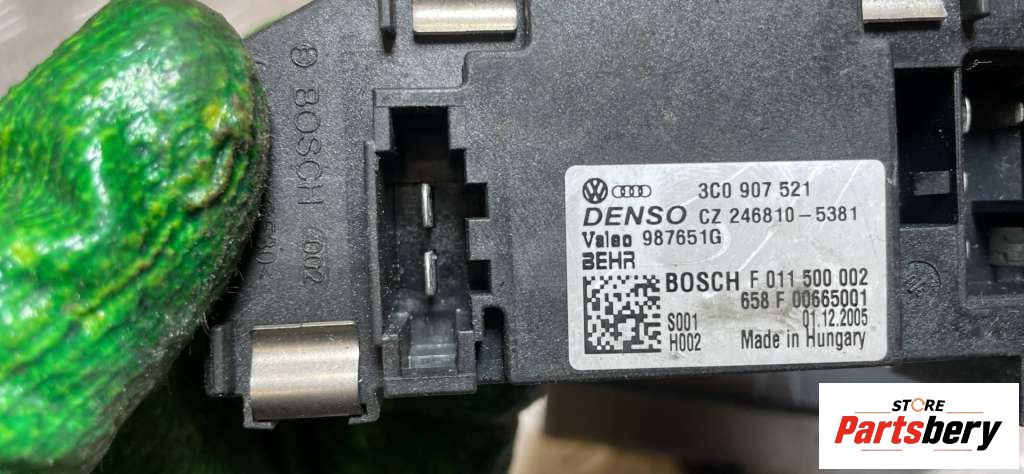 BOSCH 4002
3C0 907 521
DENSO CZ 246810-5381
Valeo 987651G
BEHR
BOSCH F 011 500 002
658 F 00665001
S001 01.12.2005
H002 Made in Hungary
STORE
Partsbery